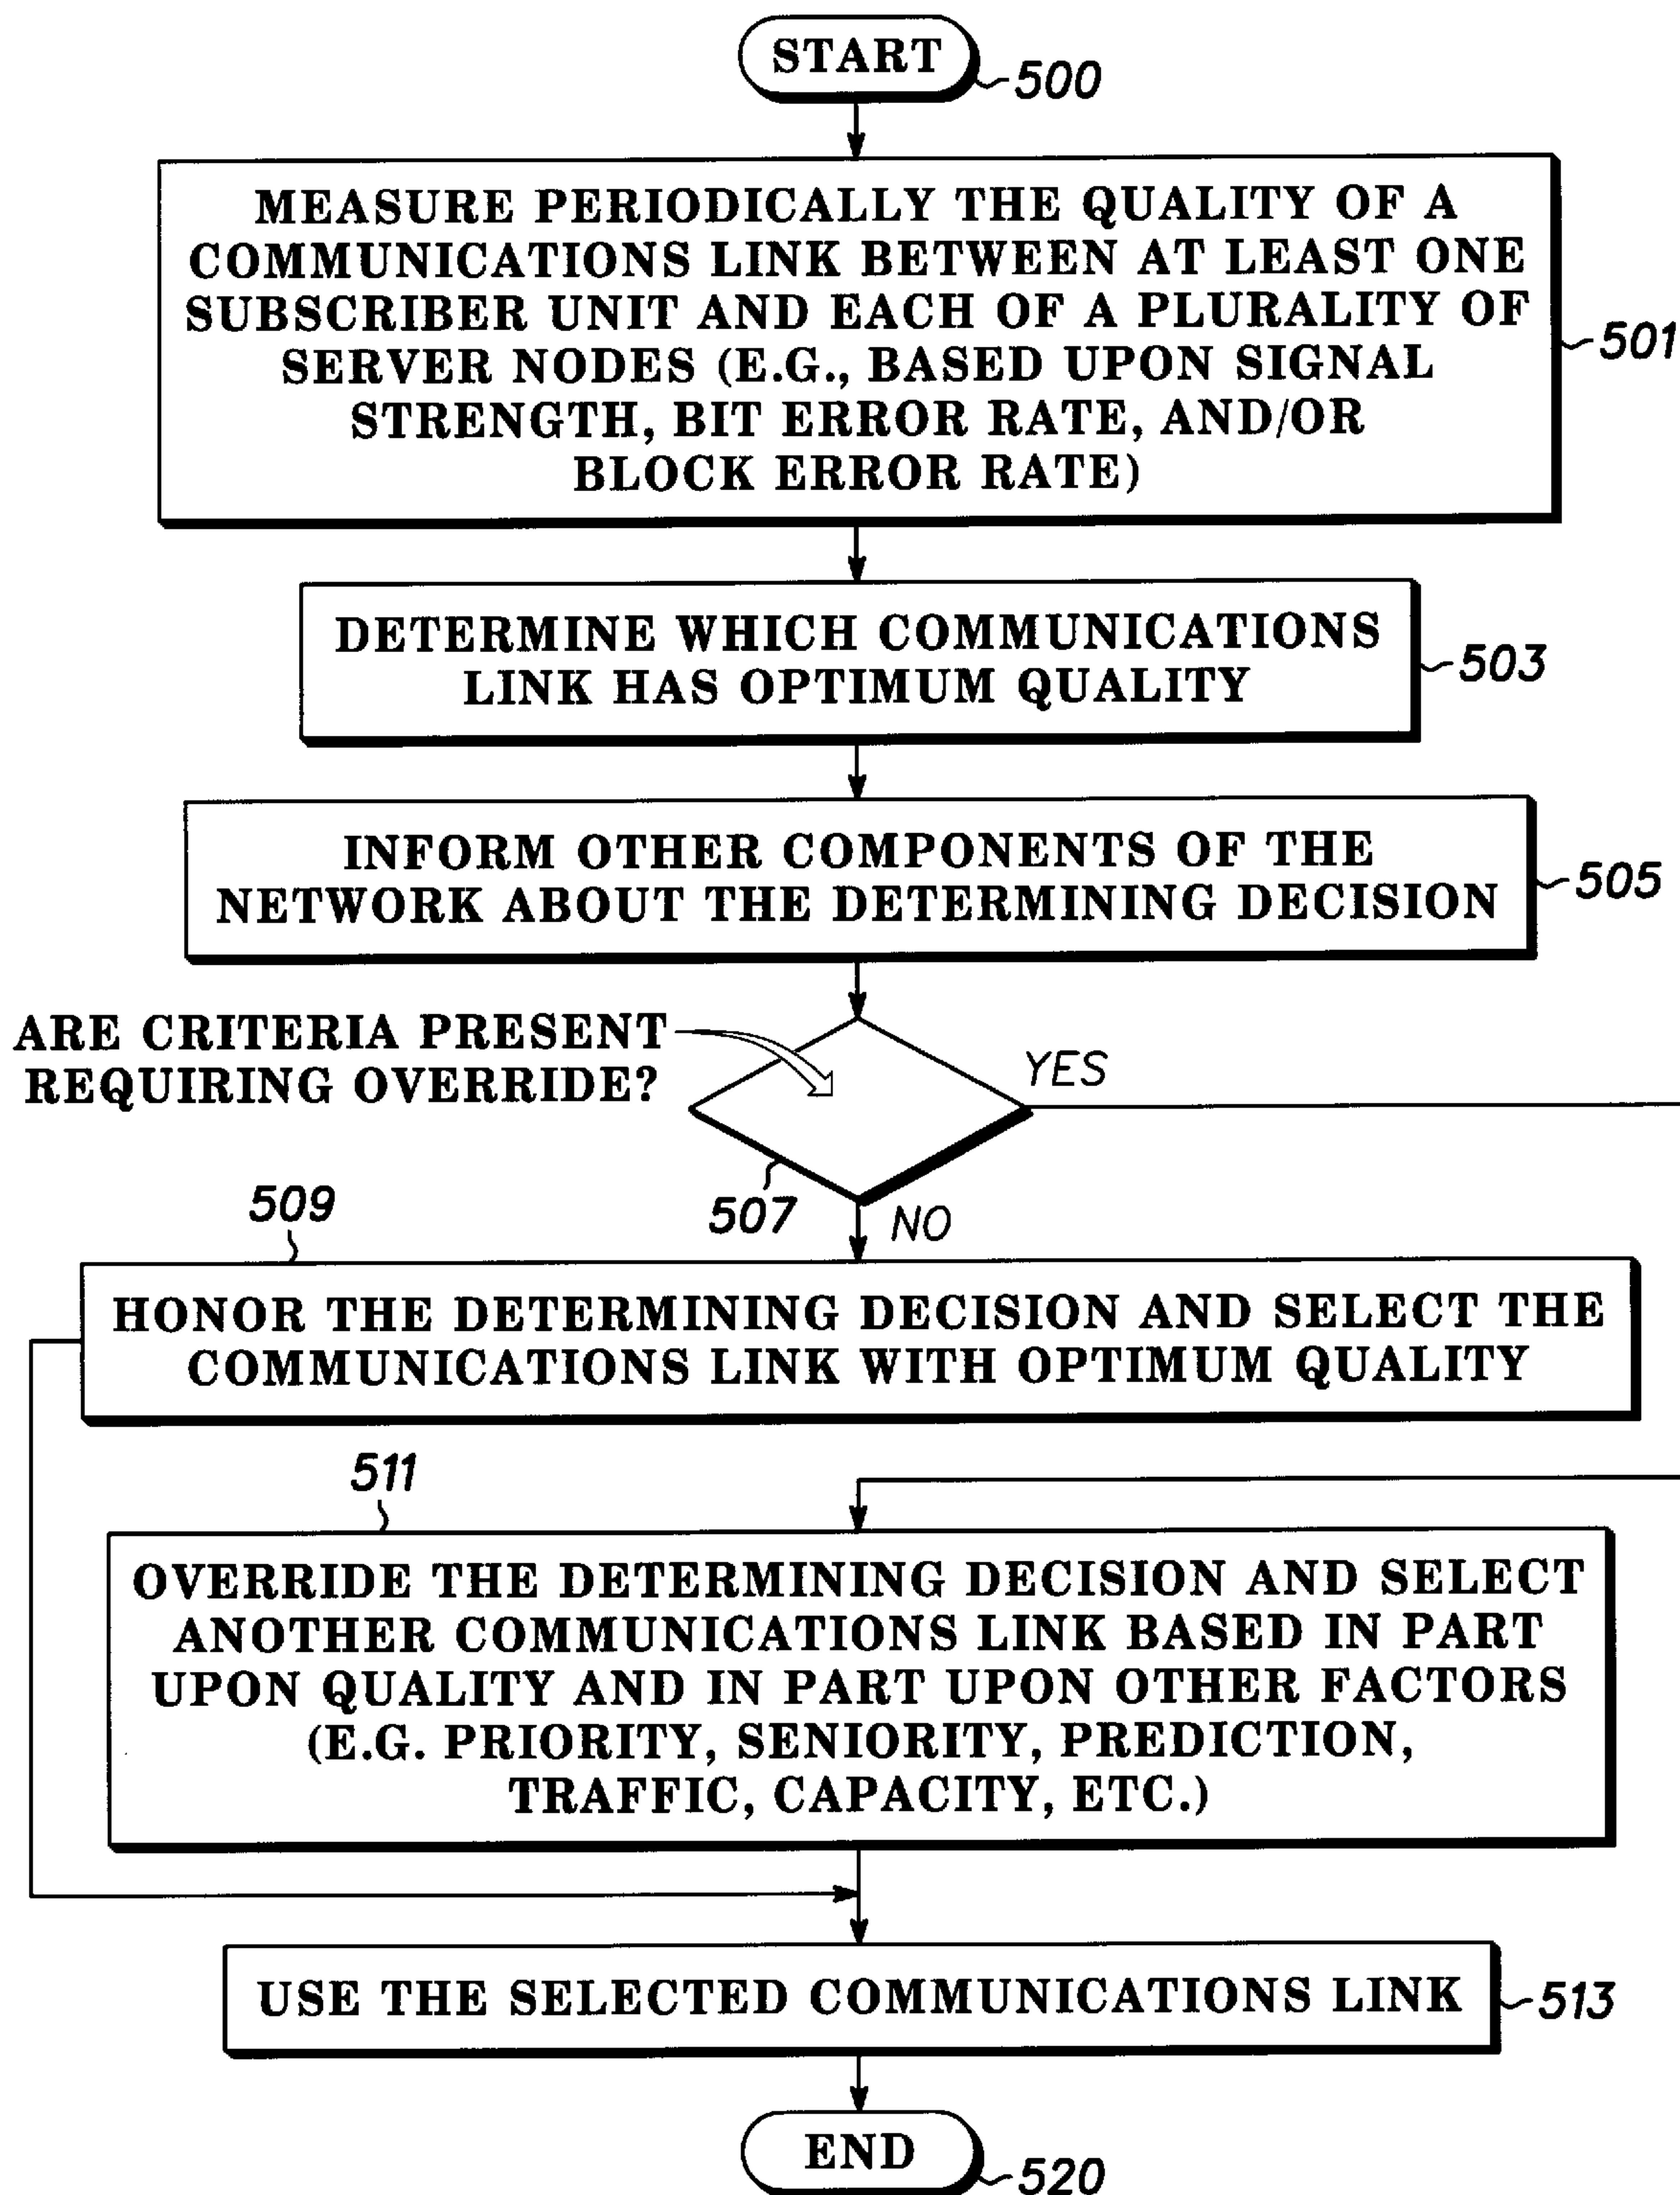 START
500
MEASURE PERIODICALLY THE QUALITY OF A
COMMUNICATIONS LINK BETWEEN AT LEAST ONE
SUBSCRIBER UNIT AND EACH OF A PLURALITY OF
SERVER NODES (E.G., BASED UPON SIGNAL
STRENGTH, BIT ERROR RATE, AND/OR
BLOCK ERROR RATE)
501
DETERMINE WHICH COMMUNICATIONS
LINK HAS OPTIMUM QUALITY
503
INFORM OTHER COMPONENTS OF THE
NETWORK ABOUT THE DETERMINING DECISION
505
ARE CRITERIA PRESENT
REQUIRING OVERRIDE?
YES
507
NO
509
HONOR THE DETERMINING DECISION AND SELECT THE
COMMUNICATIONS LINK WITH OPTIMUM QUALITY
511
OVERRIDE THE DETERMINING DECISION AND SELECT
ANOTHER COMMUNICATIONS LINK BASED IN PART
UPON QUALITY AND IN PART UPON OTHER FACTORS
(E.G. PRIORITY, SENIORITY, PREDICTION,
TRAFFIC, CAPACITY, ETC.)
USE THE SELECTED COMMUNICATIONS LINK
513
END
520